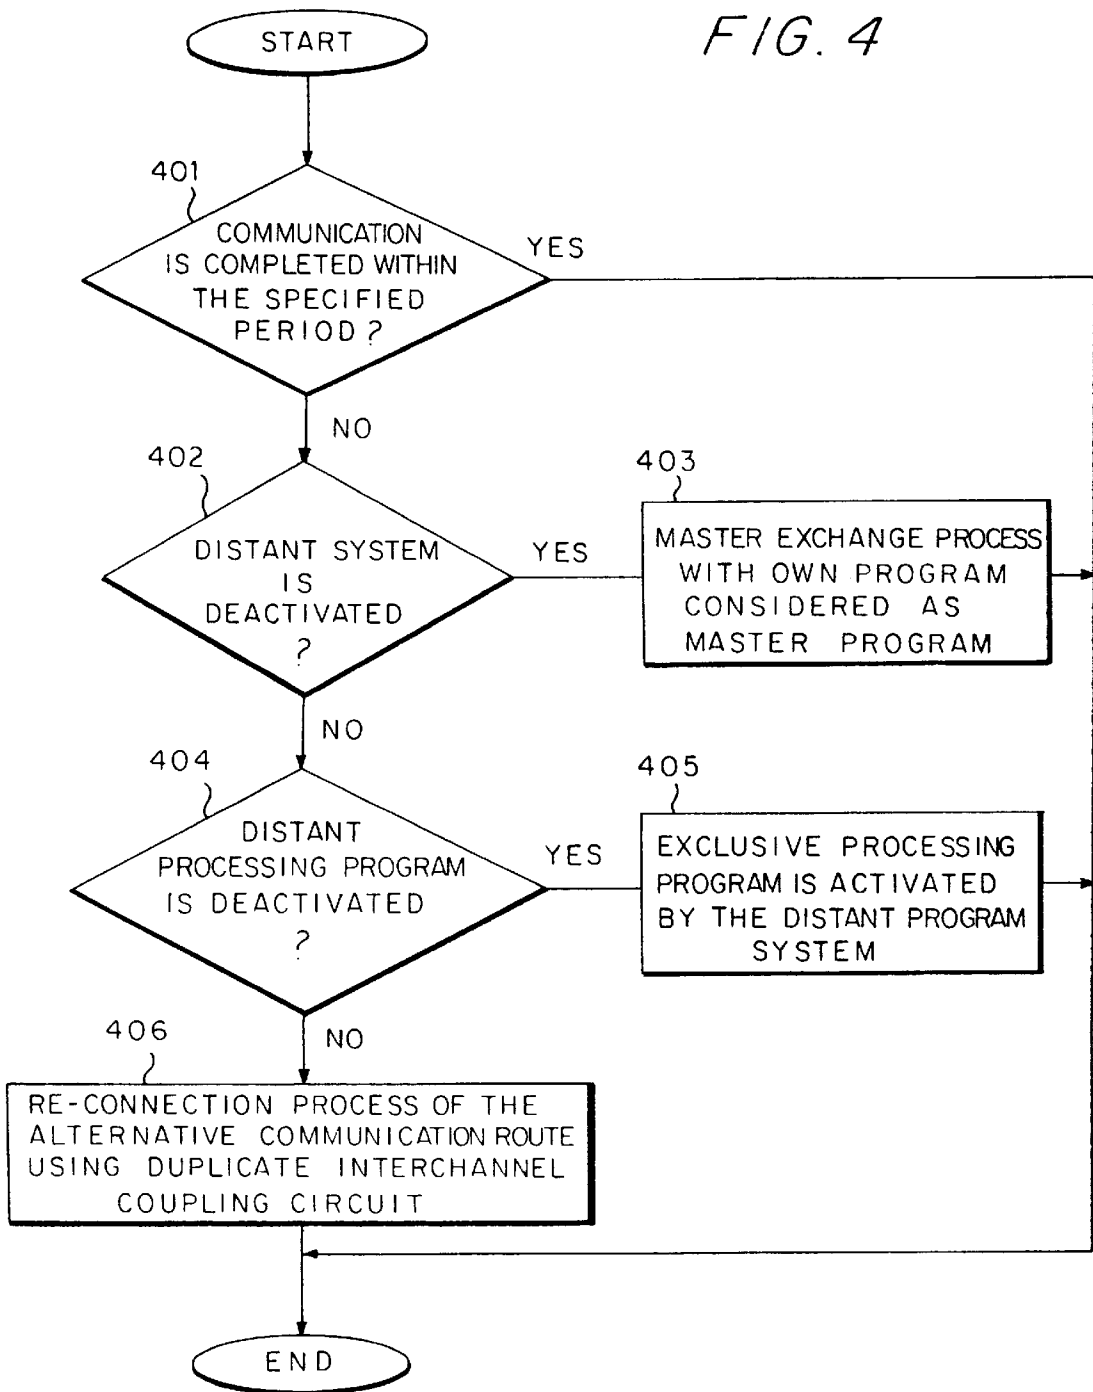 FIG. 4
START
401
COMMUNICATION
IS COMPLETED WITHIN
THE SPECIFIED
PERIOD?
YES
NO
402
DISTANT SYSTEM
IS
DEACTIVATED
?
YES
403
MASTER EXCHANGE PROCESS
WITH OWN PROGRAM
CONSIDERED AS
MASTER PROGRAM
NO
404
DISTANT
PROCESSING PROGRAM
IS DEACTIVATED
?
YES
405
EXCLUSIVE PROCESSING
PROGRAM IS ACTIVATED
BY THE DISTANT PROGRAM
SYSTEM
NO
406
RE-CONNECTION PROCESS OF THE
ALTERNATIVE COMMUNICATION ROUTE
USING DUPLICATE INTERCHANNEL
COUPLING CIRCUIT
END